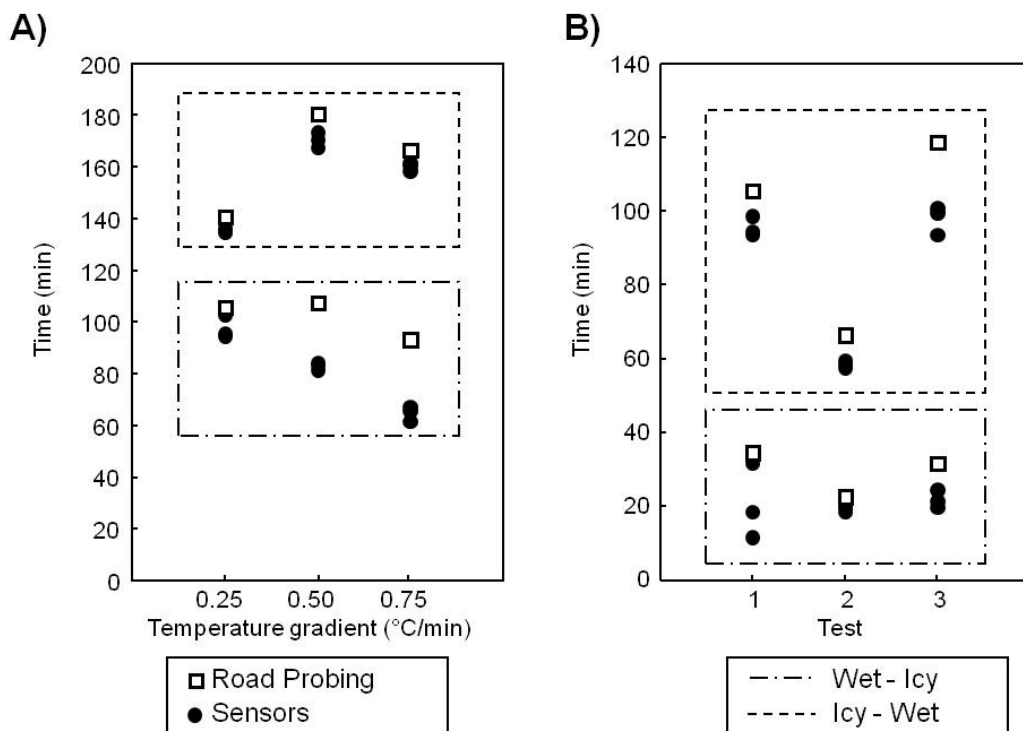 A)
200
180
160
140
120
100
80
60
40
20
0
Time (min)
0.25 0.50 0.75
Temperature gradient (°C/min)
Road Probing
Sensors
B)
140
120
100
80
60
40
20
0
Time (min)
1 2 3
Test
Wet - Icy
Icy - Wet